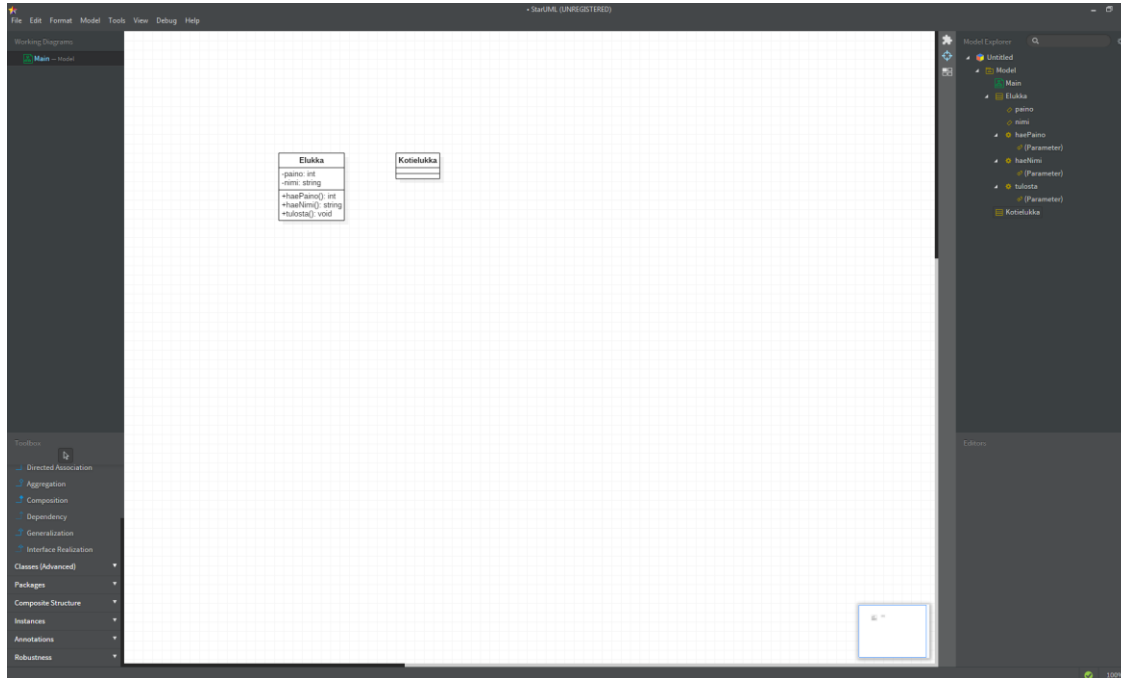 • StarUML (UNREGISTERED)
File Edit Format Model Tools View Debug Help
Working Diagrams
Main — Model
Toolbox
Directed Association
Aggregation
Composition
Dependency
Generalization
Interface Realization
Classes (Advanced)
Packages
Composite Structure
Instances
Annotations
Robustness
Elukka
-paino: int
-nimi: string
+haePaino(): int
+haeNimi(): string
+tulosta(): void
Kotielukka
Model Explorer
Untitled
Model
Main
Elukka
paino
nimi
haePaino
(Parameter)
haeNimi
(Parameter)
tulosta
(Parameter)
Kotielukka
Editors
100%